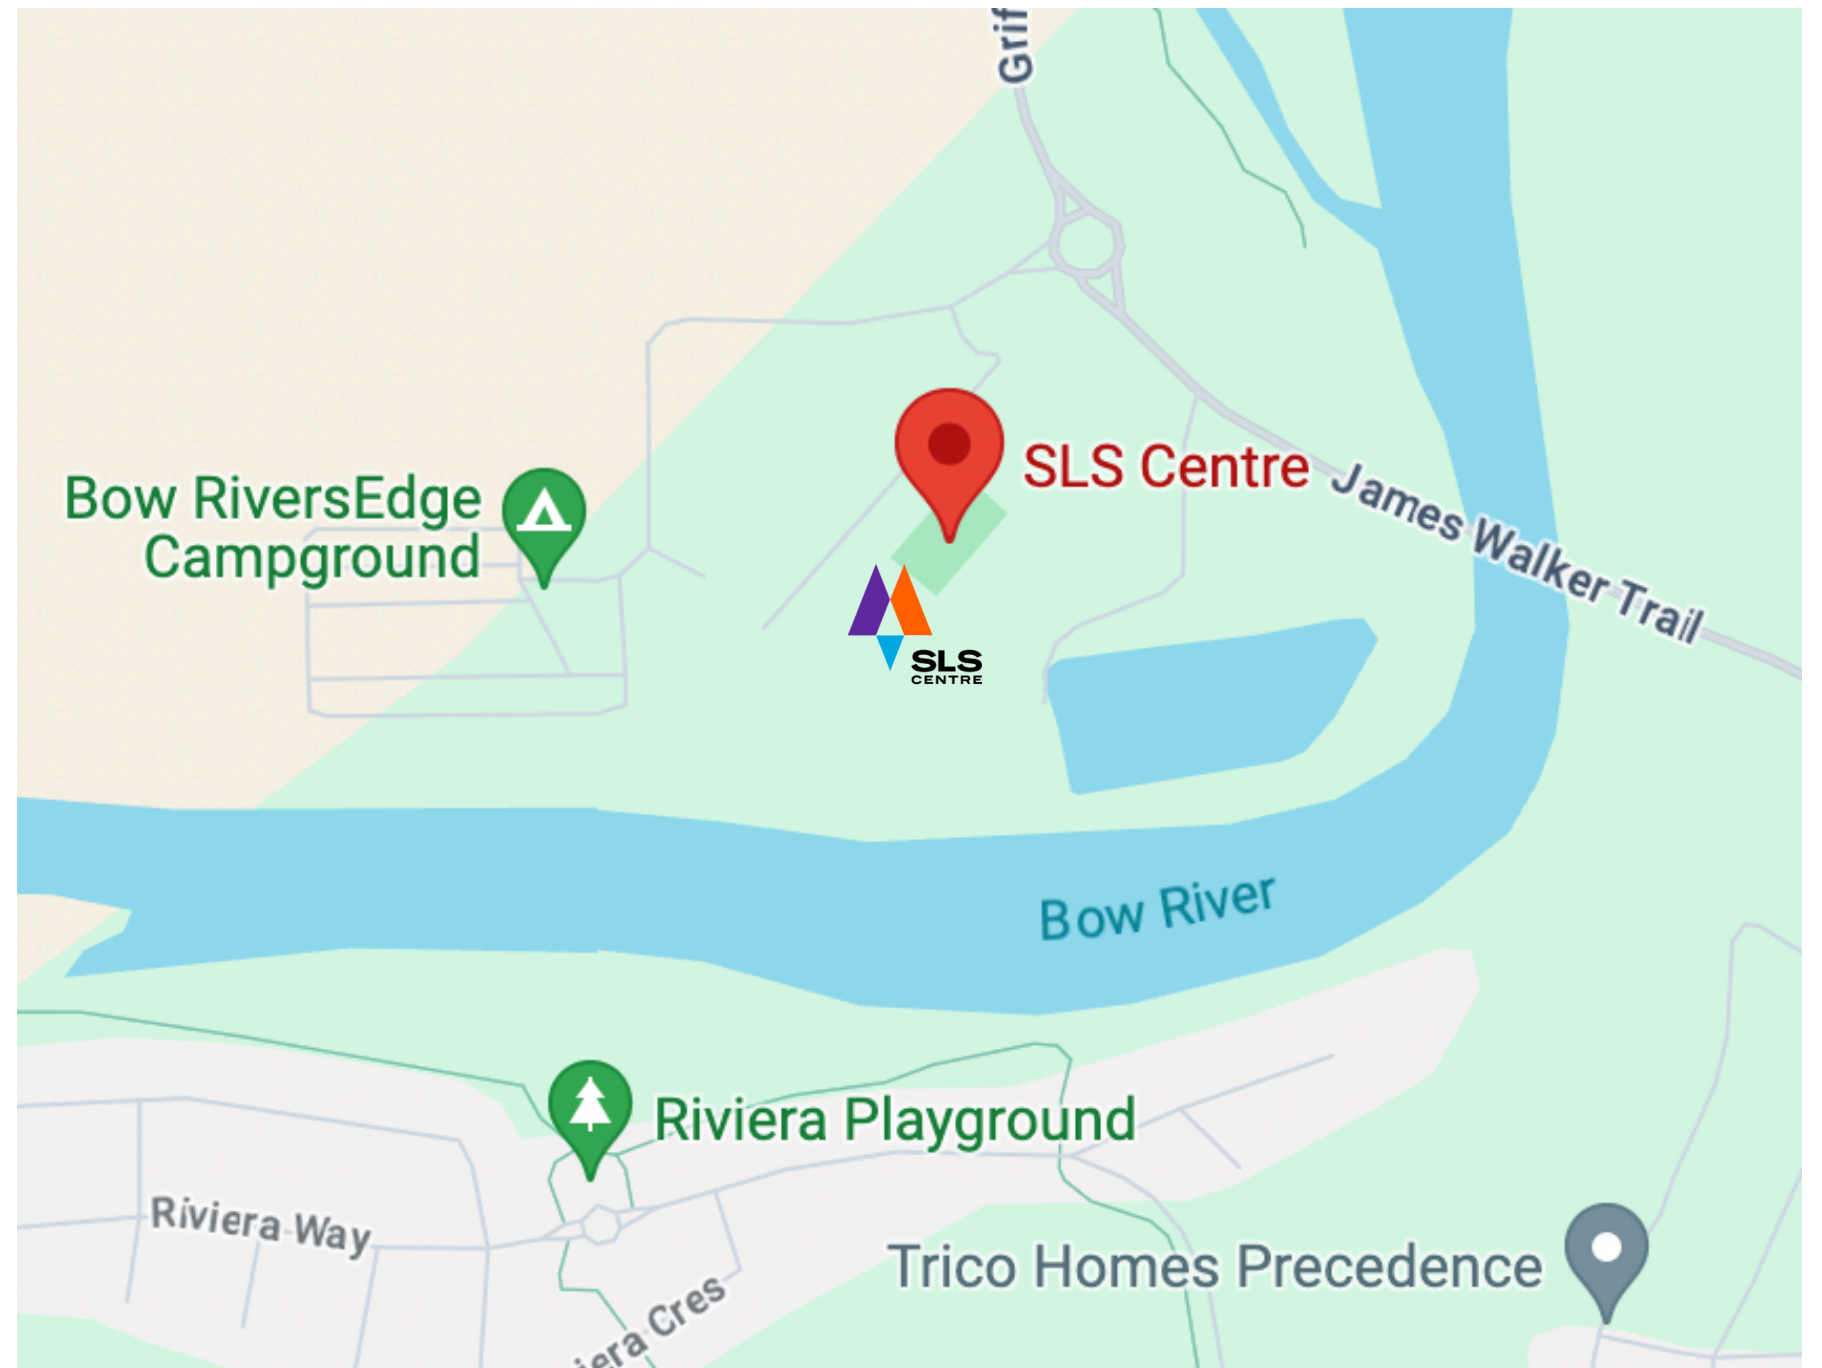 Grif
SLS Centre
Bow RiversEdge
Campground
James Walker Trail
SLS
CENTRE
Bow River
Riviera Playground
Riviera Way
Trico Homes Precedence
iera Cres